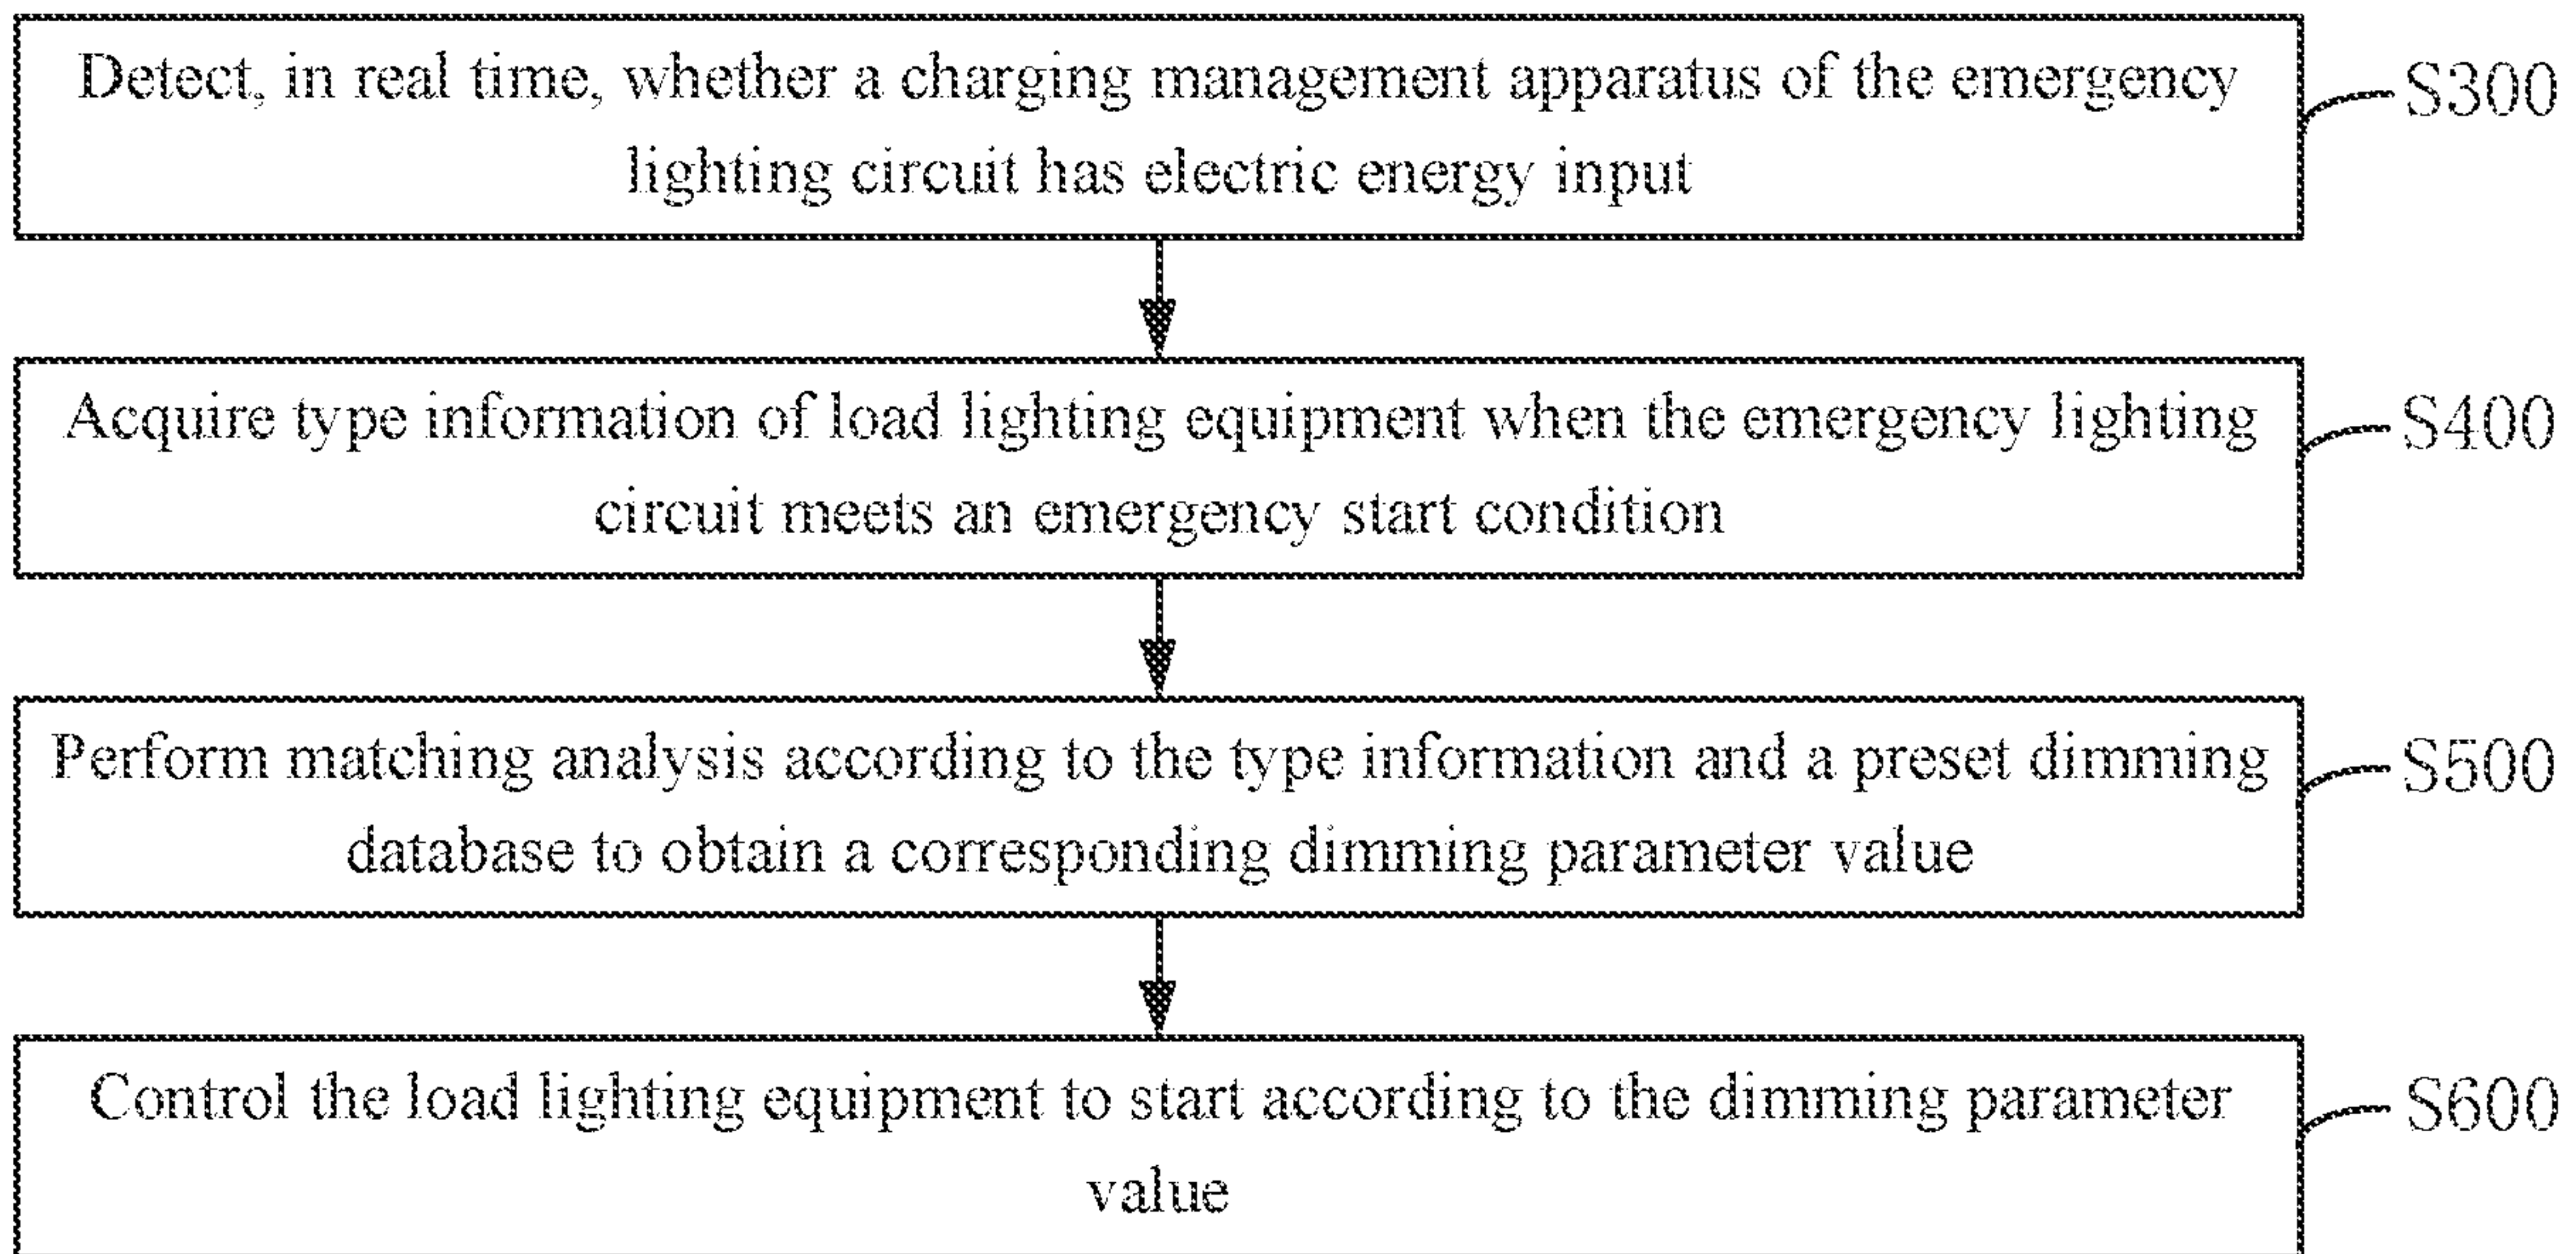 Detect, in real time, whether a charging management apparatus of the emergency
lighting circuit has electric energy input
S300
Acquire type information of load lighting equipment when the emergency lighting
circuit meets an emergency start condition
S400
Perform matching analysis according to the type information and a preset dimming
database to obtain a corresponding dimming parameter value
S500
Control the load lighting equipment to start according to the dimming parameter
value
S600